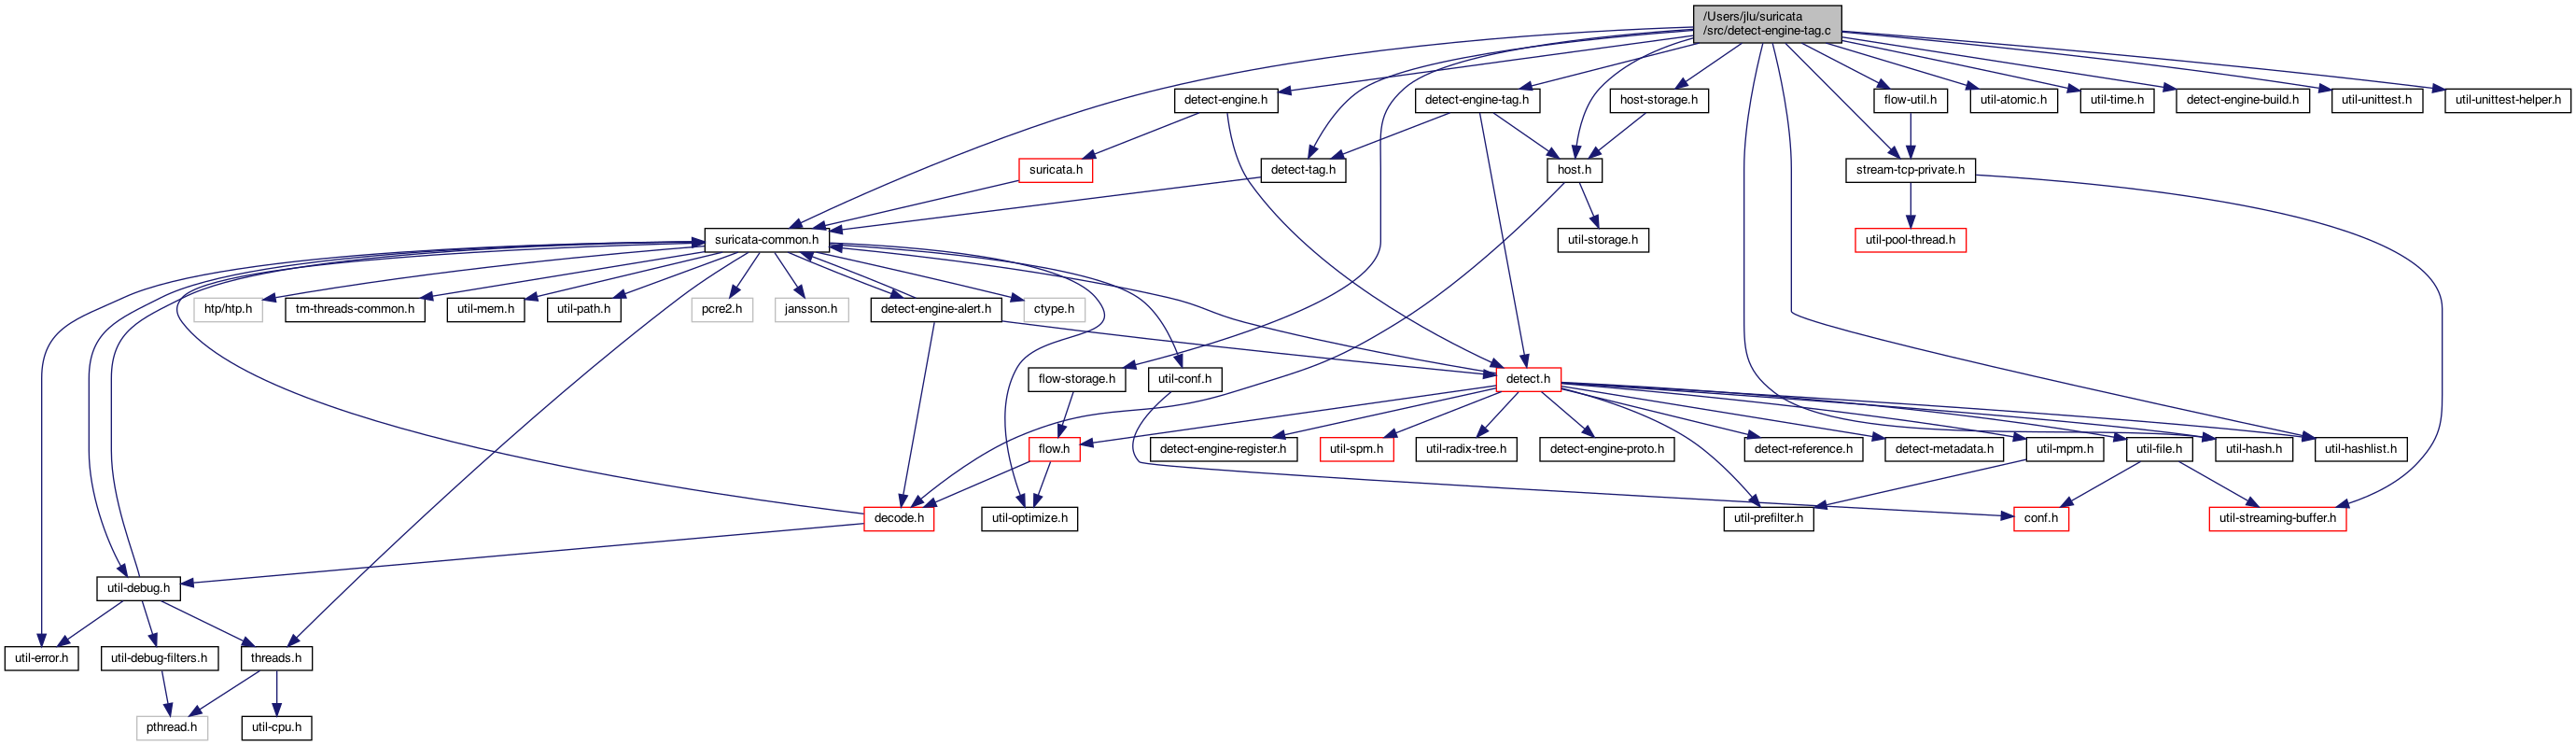 /Users/jlu/suricata
/src/detect-engine-tag.c
detect-engine.h
detect-engine-tag.h
host-storage.h
flow-util.h
util-atomic.h
util-time.h
detect-engine-build.h
util-unittest.h
util-unittest-helper.h
suricata.h
detect-tag.h
host.h
stream-tcp-private.h
suricata-common.h
util-storage.h
util-pool-thread.h
htp/htp.h
tm-threads-common.h
util-mem.h
util-path.h
pcre2.h
jansson.h
detect-engine-alert.h
ctype.h
flow-storage.h
util-conf.h
detect.h
flow.h
detect-engine-register.h
util-spm.h
util-radix-tree.h
detect-engine-proto.h
detect-reference.h
detect-metadata.h
util-mpm.h
util-file.h
util-hash.h
util-hashlist.h
decode.h
util-optimize.h
util-prefilter.h
conf.h
util-streaming-buffer.h
util-debug.h
util-error.h
util-debug-filters.h
threads.h
pthread.h
util-cpu.h